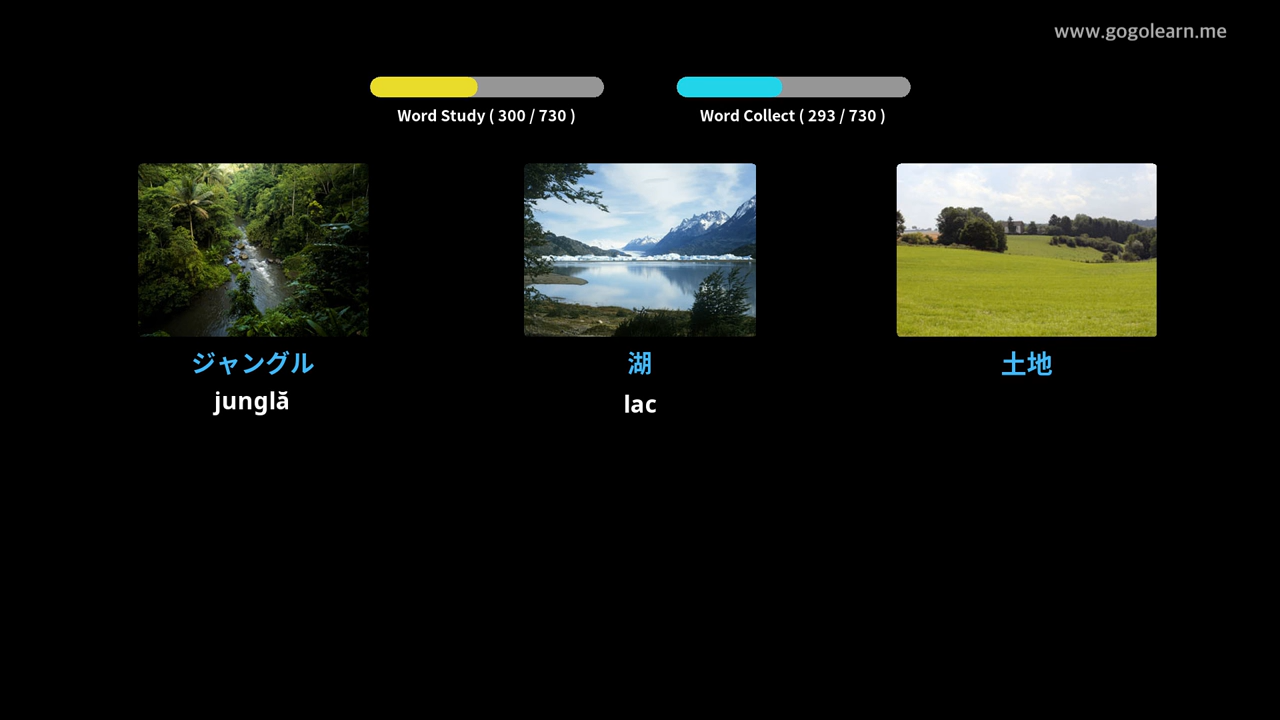 www.gogolearn.me
Word Study ( 300 / 730 )
Word Collect ( 293 / 730 )
ジャングル
湖
土地
junglă
lac